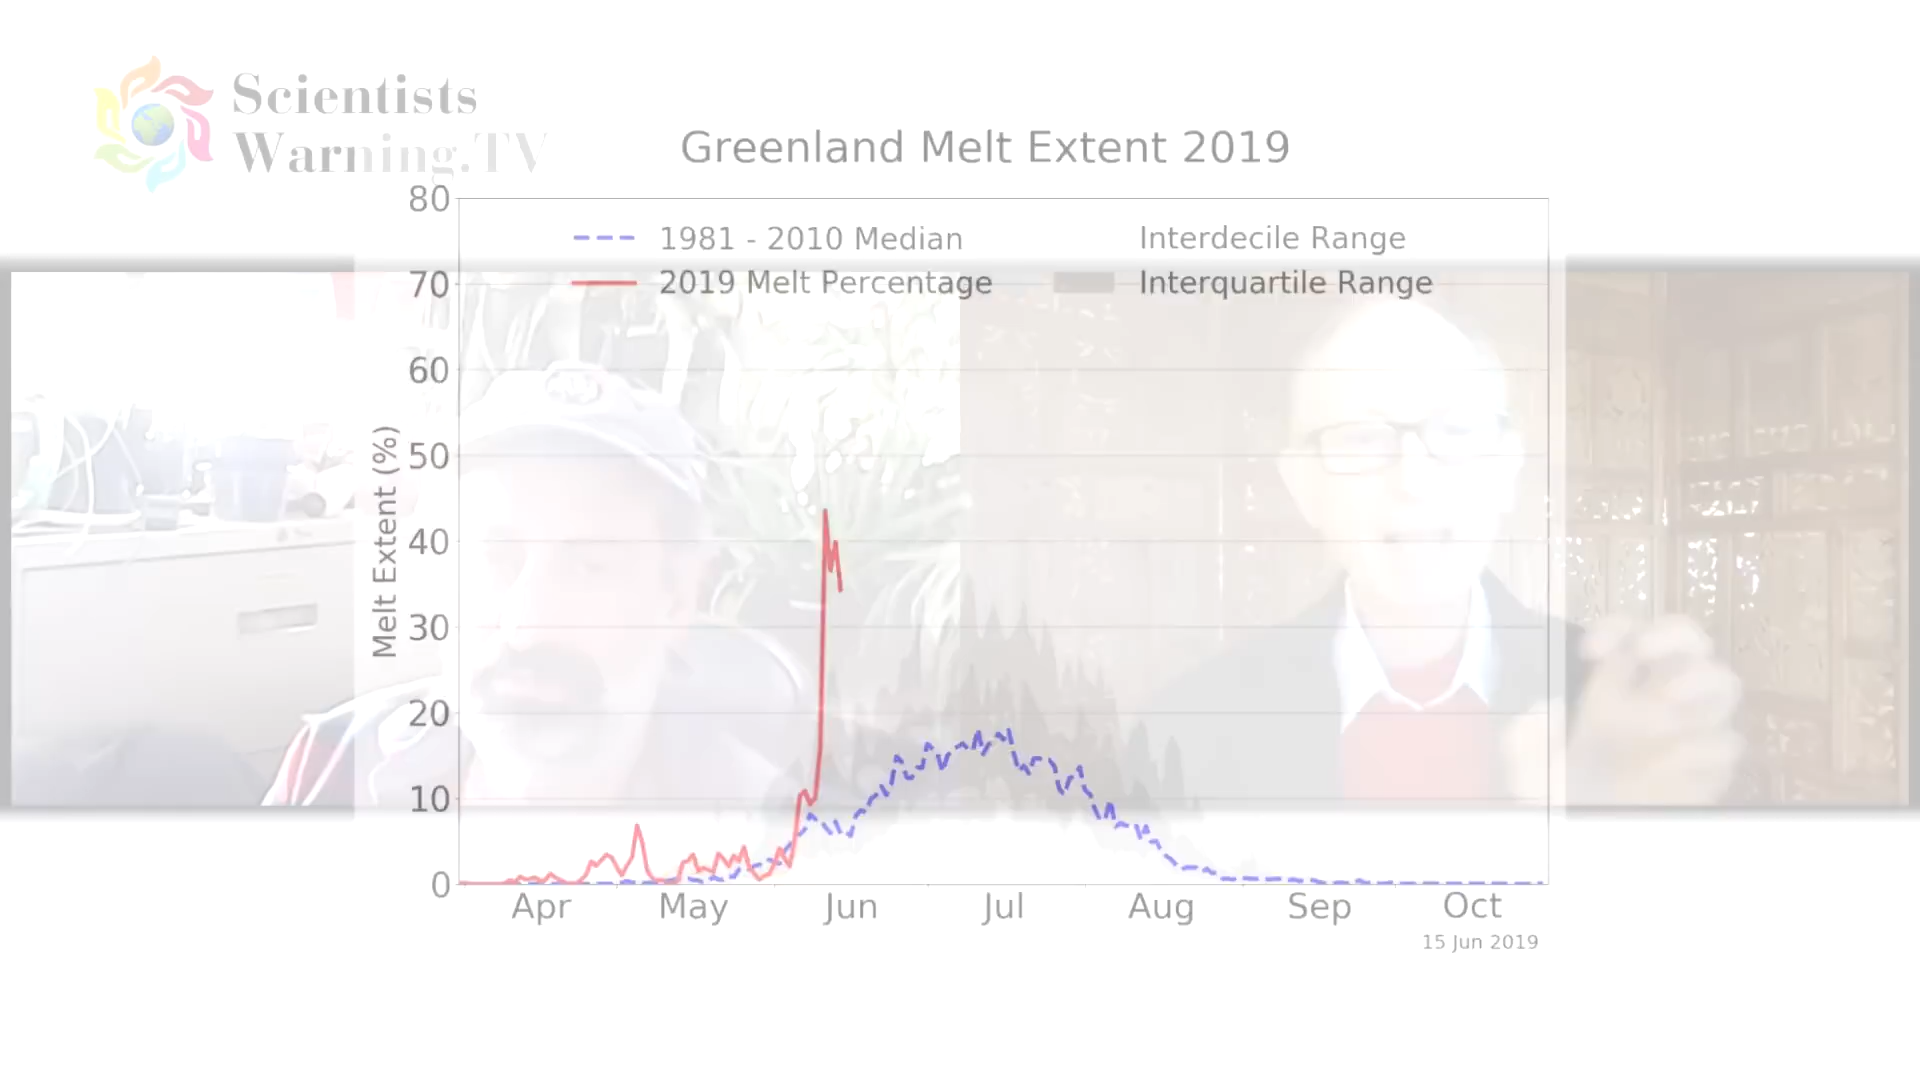 Scientists
Warning.TV
Greenland Melt Extent 2019
80
1981 - 2010 Median
Interdecile Range
70
2019 Melt Percentage
Interquartile Range
60
50
40
30
20
10
0
Melt Extent (%)
Apr
May
Jun
Jul
Aug
Sep
Oct
15 Jun 2019